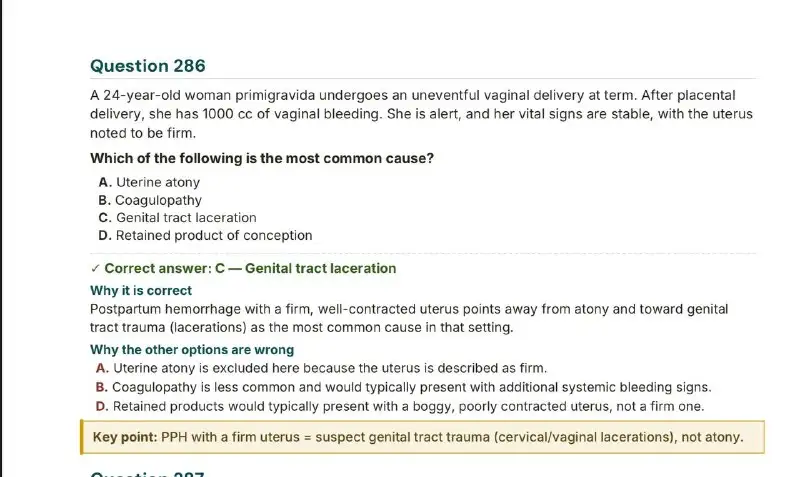 Question 286
A 24-year-old woman primigravida undergoes an uneventful vaginal delivery at term. After placental
delivery, she has 1000 cc of vaginal bleeding. She is alert, and her vital signs are stable, with the uterus
noted to be firm.
Which of the following is the most common cause?
A. Uterine atony
B. Coagulopathy
C. Genital tract laceration
D. Retained product of conception
✓ Correct answer: C — Genital tract laceration
Why it is correct
Postpartum hemorrhage with a firm, well-contracted uterus points away from atony and toward genital
tract trauma (lacerations) as the most common cause in that setting.
Why the other options are wrong
A. Uterine atony is excluded here because the uterus is described as firm.
B. Coagulopathy is less common and would typically present with additional systemic bleeding signs.
D. Retained products would typically present with a boggy, poorly contracted uterus, not a firm one.
Key point: PPH with a firm uterus = suspect genital tract trauma (cervical/vaginal lacerations), not atony.
Question 287